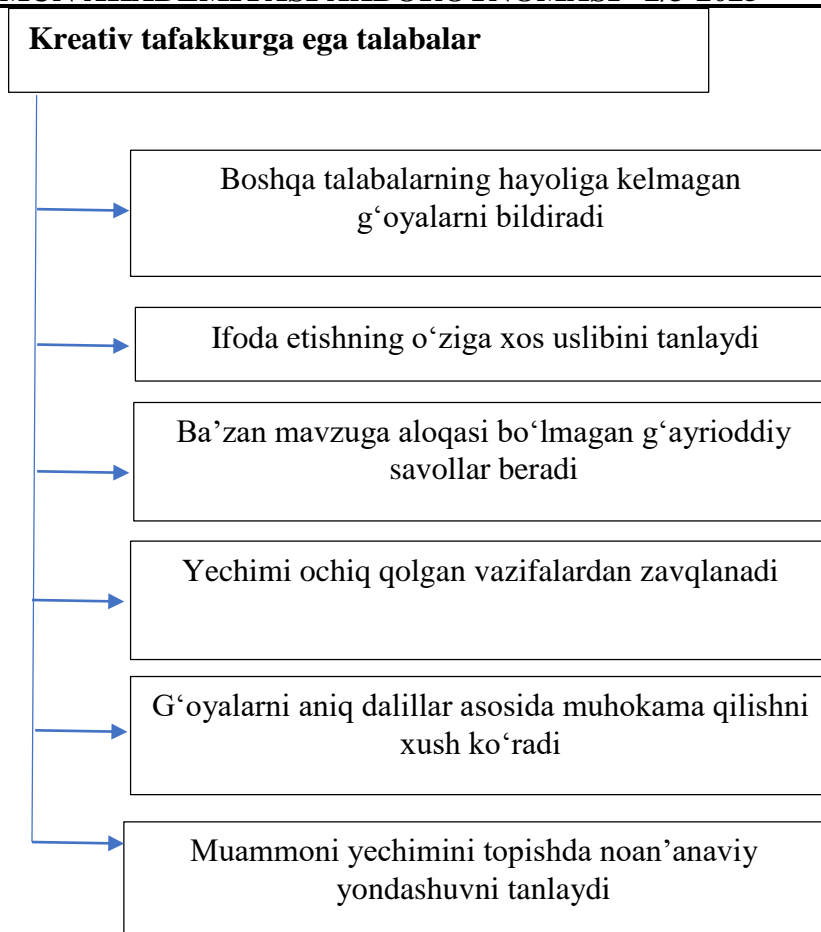 Kreativ tafakkurga ega talabalar
Boshqa talabalarning hayoliga kelmagan
g‘oyalarni bildiradi
Ifoda etishning o‘ziga xos uslibini tanlaydi
Ba’zan mavzuga aloqasi bo‘lmagan g‘ayrioddiy
savollar beradi
Yechimi ochiq qolgan vazifalardan zavqlanadi
G‘oyalarni aniq dalillar asosida muhokama qilishni
xush ko‘radi
Muammoni yechimini topishda noan’anaviy
yondashuvni tanlaydi